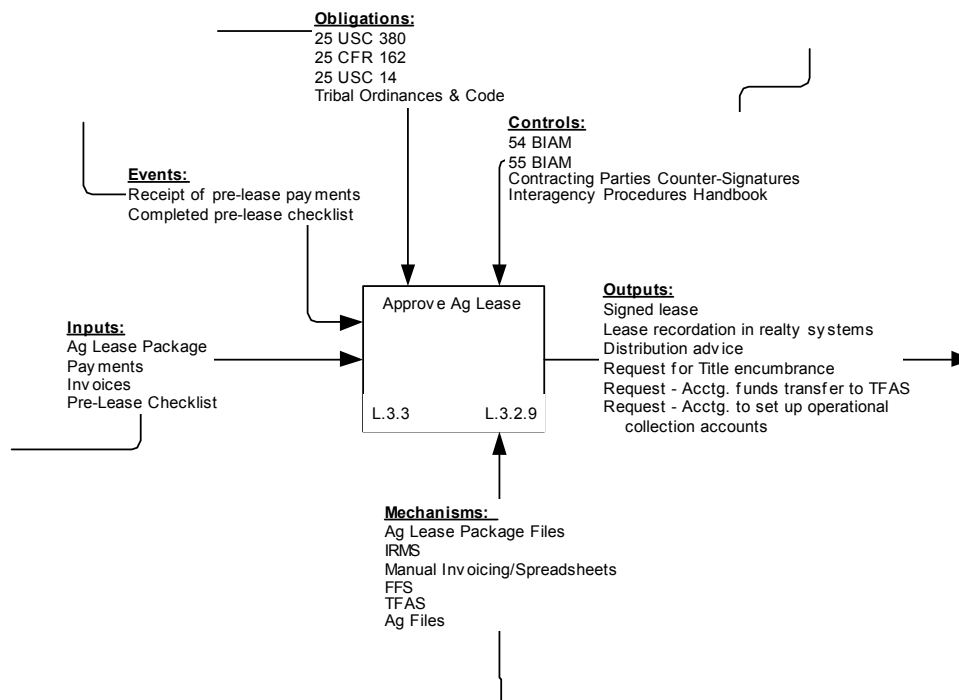 Obligations:
25 USC 380
25 CFR 162
25 USC 14
Tribal Ordinances & Code
Controls:
54 BIAM
55 BIAM
Contracting Parties Counter-Signatures
Interagency Procedures Handbook
Events:
Receipt of pre-lease payments
Completed pre-lease checklist
Inputs:
Ag Lease Package
Payments
Invoices
Pre-Lease Checklist
Approve Ag Lease
L.3.3 L.3.2.9
Outputs:
Signed lease
Lease recordation in realty systems
Distribution advice
Request for Title encumbrance
Request - Acctg. funds transfer to TFAS
Request - Acctg. to set up operational
collection accounts
Mechanisms:
Ag Lease Package Files
IRMS
Manual Invoicing/Spreadsheets
FFS
TFAS
Ag Files